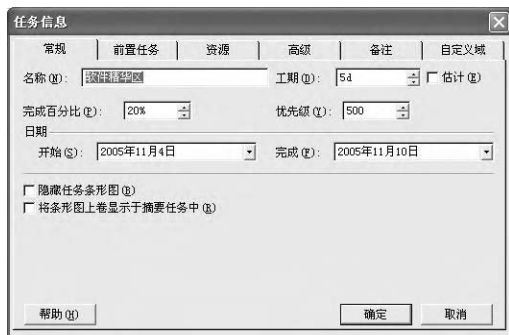 任务信息
常规 前置任务 资源 高级 备注 自定义域
名称(N): 软件精华区 工期(D): 5d 估计(E)
完成百分比(P): 20% 优先级(Y): 500
日期
开始(S): 2005年11月4日 完成(F): 2005年11月10日
隐藏任务条形图(B)
将条形图上卷显示于摘要任务中(R)
帮助(H) 确定 取消